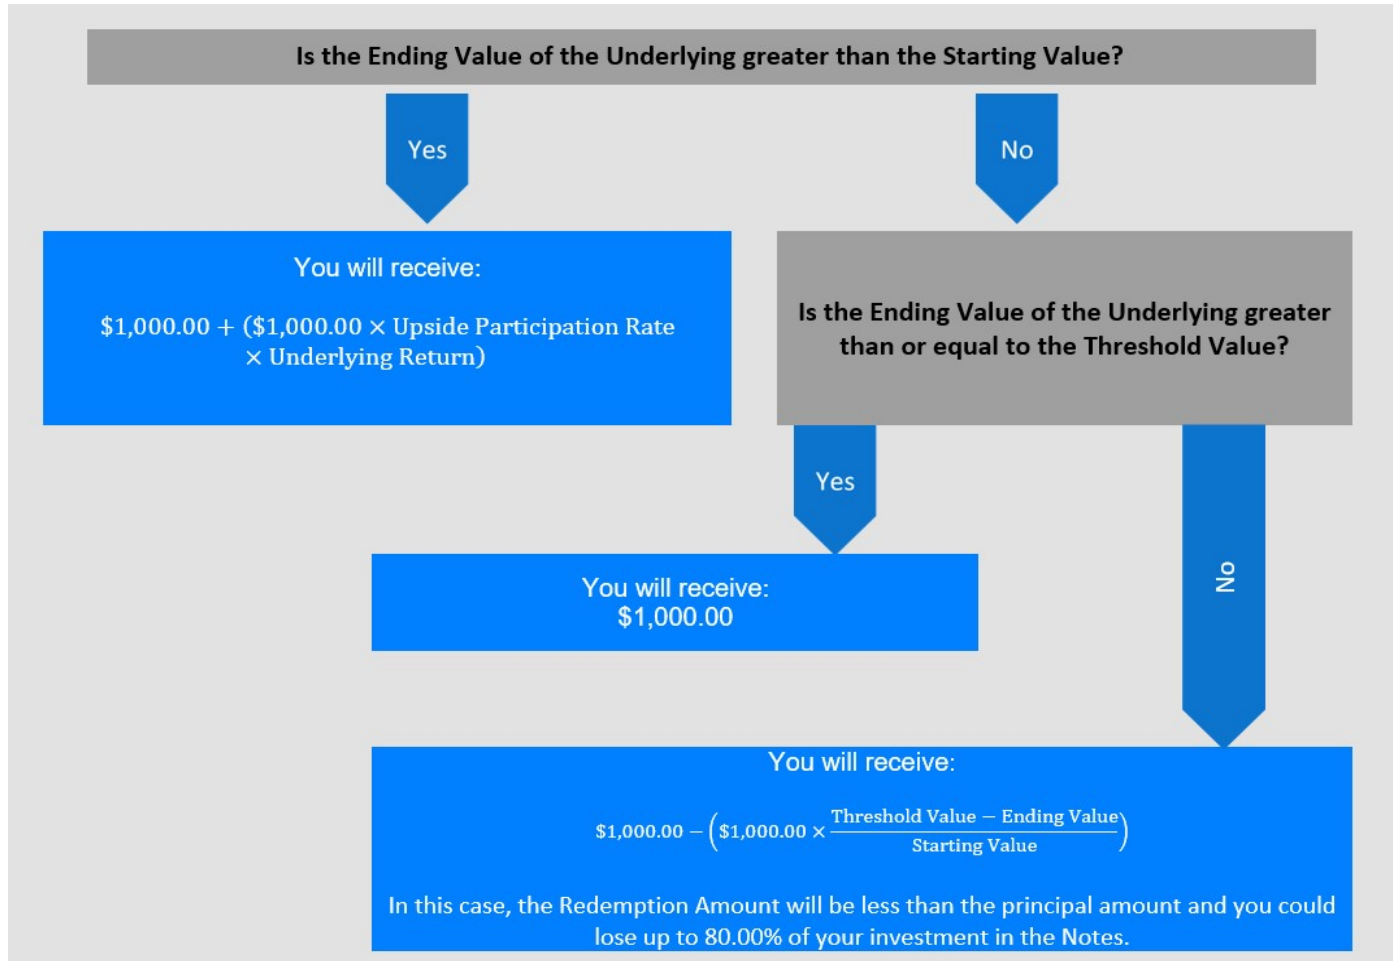 Is the Ending Value of the Underlying greater than the Starting Value?
Yes
No
You will receive:
$1,000.00 + ($1,000.00 × Upside Participation Rate
× Underlying Return)
Is the Ending Value of the Underlying greater
than or equal to the Threshold Value?
Yes
No
You will receive:
$1,000.00
You will receive:
$1,000.00 − ($1,000.00 × (Threshold Value − Ending Value) / Starting Value)
In this case, the Redemption Amount will be less than the principal amount and you could
lose up to 80.00% of your investment in the Notes.